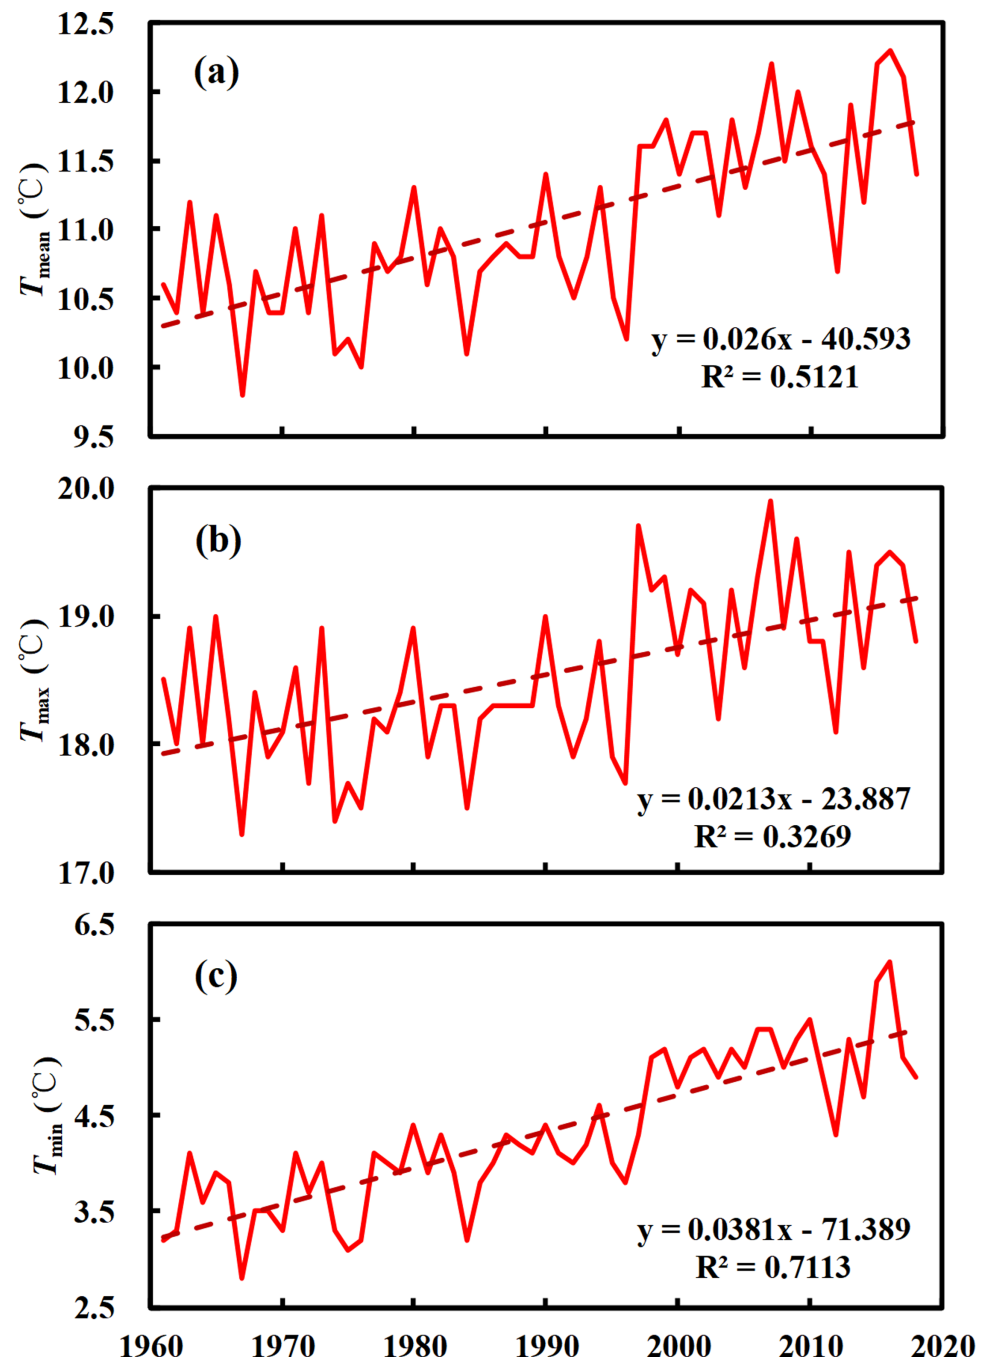 12.5
(a)
12.0
11.5
11.0
10.5
10.0
9.5
Tmean (℃)
y = 0.026x - 40.593
R² = 0.5121
20.0
(b)
19.0
18.0
17.0
Tmax (℃)
y = 0.0213x - 23.887
R² = 0.3269
6.5
(c)
5.5
4.5
3.5
2.5
Tmin (℃)
y = 0.0381x - 71.389
R² = 0.7113
1960 1970 1980 1990 2000 2010 2020